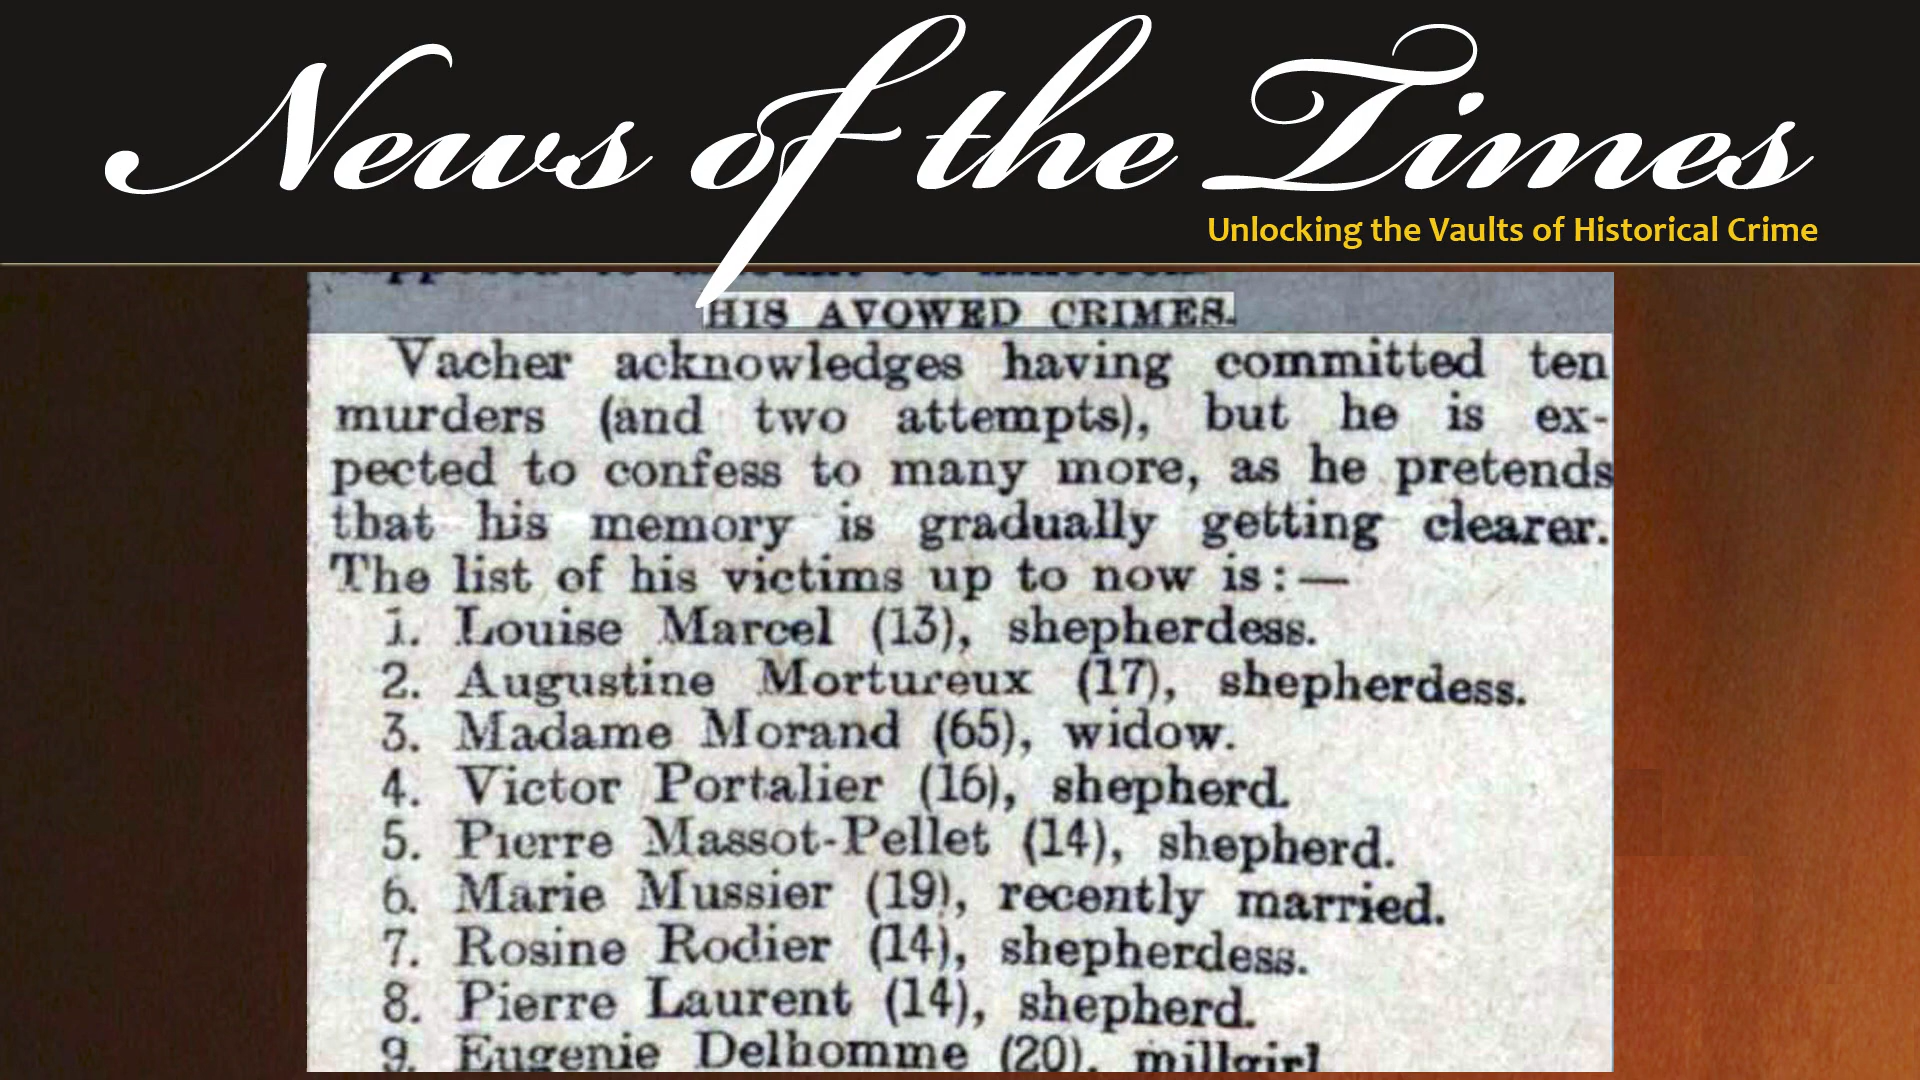 News of the Times
Unlocking the Vaults of Historical Crime
HIS AVOWED CRIMES.
Vacher acknowledges having committed ten
murders (and two attempts), but he is ex-
pected to confess to many more, as he pretends
that his memory is gradually getting clearer.
The list of his victims up to now is:—
1. Louise Marcel (13), shepherdess.
2. Augustine Mortureux (17), shepherdess.
3. Madame Morand (65), widow.
4. Victor Portalier (16), shepherd.
5. Pierre Massot-Pellet (14), shepherd.
6. Marie Mussier (19), recently married.
7. Rosine Rodier (14), shepherdess.
8. Pierre Laurent (14), shepherd.
9. Eugenie Delhomme (20), millgirl